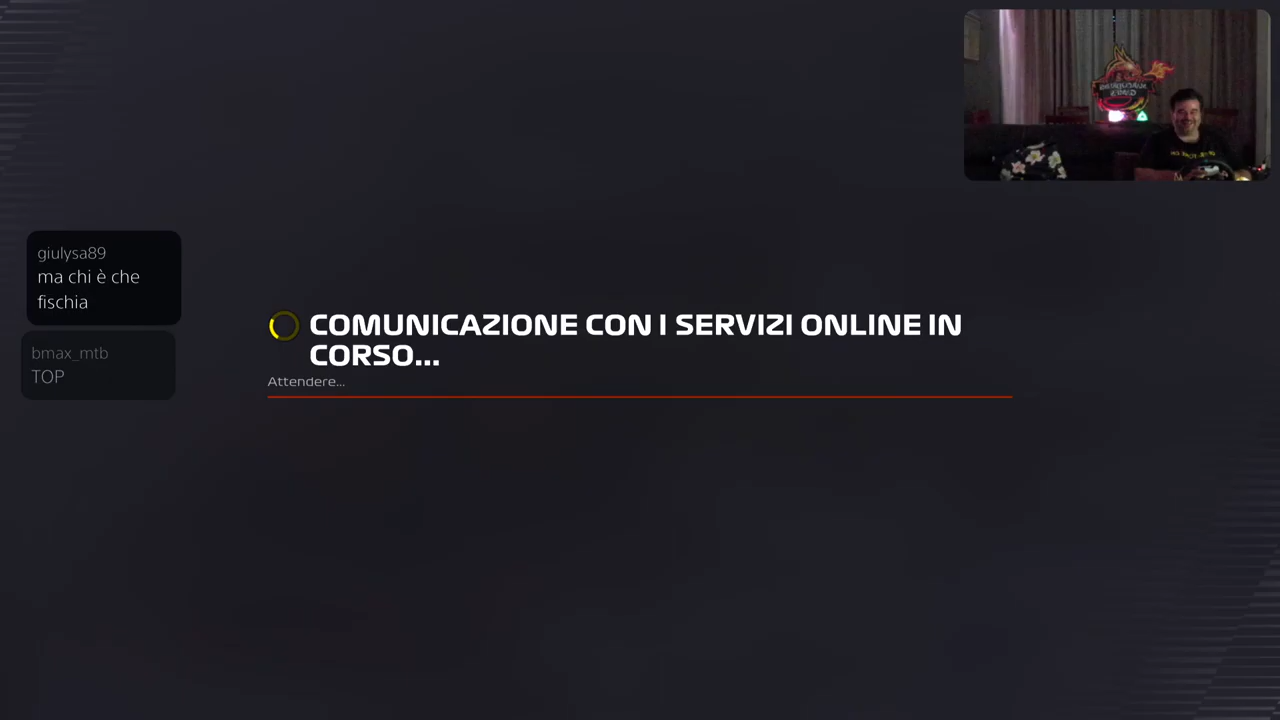 giulysa89
ma chi è che
fischia
bmax_mtb
TOP
COMUNICAZIONE CON I SERVIZI ONLINE IN
CORSO...
Attendere...